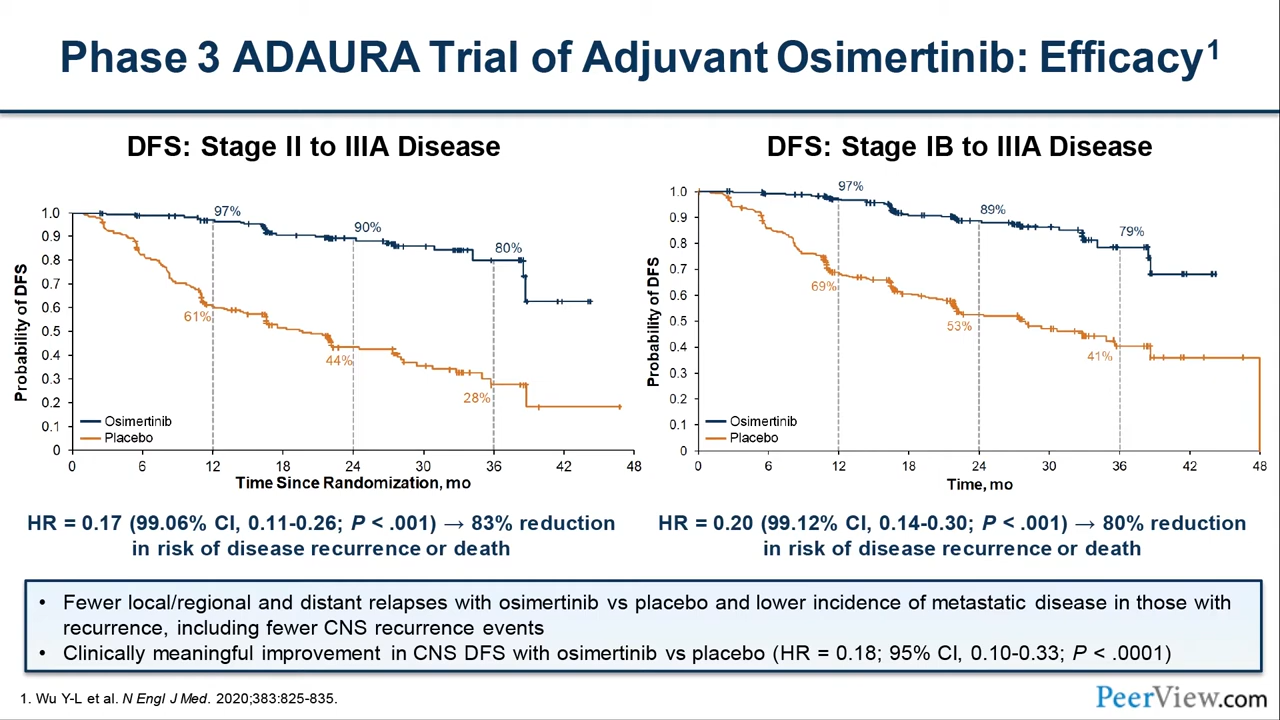 Phase 3 ADAURA Trial of Adjuvant Osimertinib: Efficacy¹
DFS: Stage II to IIIA Disease
Probability of DFS
1.0
0.9
0.8
0.7
0.6
0.5
0.4
0.3
0.2
0.1
0
97%
90%
80%
61%
44%
28%
Osimertinib
Placebo
0 6 12 18 24 30 36 42 48
Time Since Randomization, mo
HR = 0.17 (99.06% CI, 0.11-0.26; P < .001) → 83% reduction
in risk of disease recurrence or death
DFS: Stage IB to IIIA Disease
Probability of DFS
1.0
0.9
0.8
0.7
0.6
0.5
0.4
0.3
0.2
0.1
0
97%
89%
79%
69%
53%
41%
Osimertinib
Placebo
0 6 12 18 24 30 36 42 48
Time, mo
HR = 0.20 (99.12% CI, 0.14-0.30; P < .001) → 80% reduction
in risk of disease recurrence or death
• Fewer local/regional and distant relapses with osimertinib vs placebo and lower incidence of metastatic disease in those with
recurrence, including fewer CNS recurrence events
• Clinically meaningful improvement in CNS DFS with osimertinib vs placebo (HR = 0.18; 95% CI, 0.10-0.33; P < .0001)
1. Wu Y-L et al. N Engl J Med. 2020;383:825-835.
PeerView.com